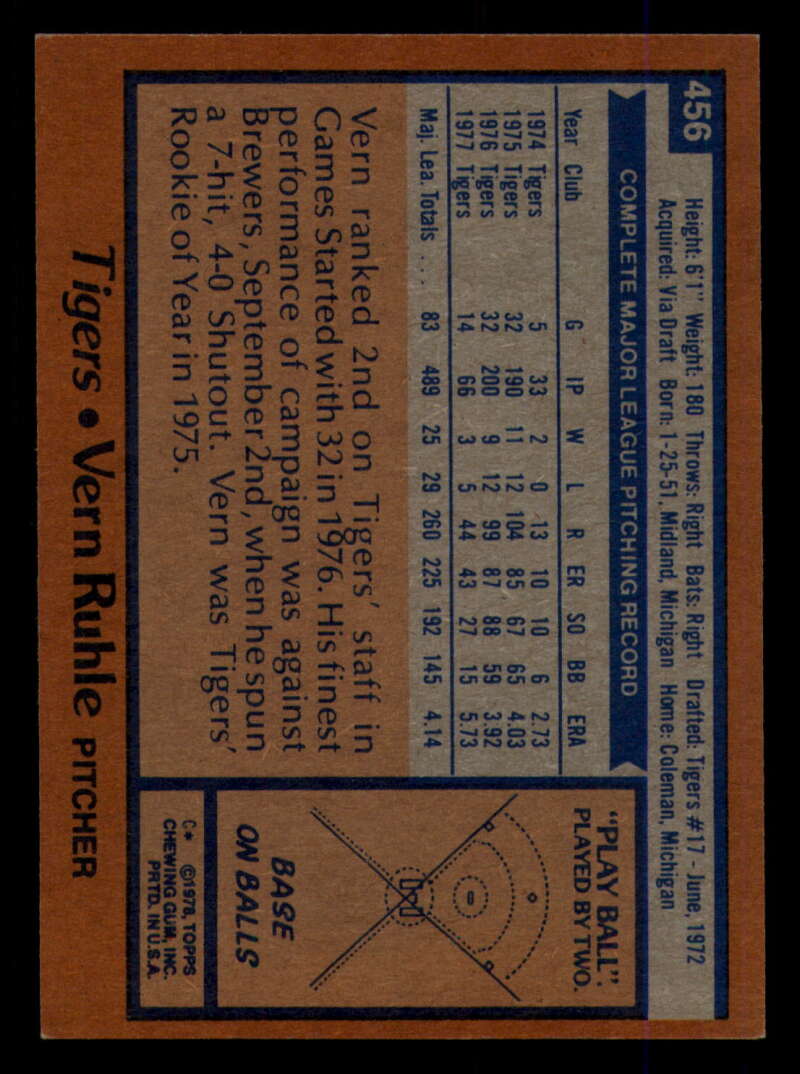 456
Height: 6'1" Weight: 180 Throws: Right Bats: Right Drafted: Tigers #17 - June, 1972
Acquired: Via Draft Born: 1-25-51, Midland, Michigan Home: Coleman, Michigan
COMPLETE MAJOR LEAGUE PITCHING RECORD
Year Club G IP W L R ER SO BB ERA
1974 Tigers 5 33 2 0 13 10 10 6 2.73
1975 Tigers 32 190 11 12 104 85 67 65 4.03
1976 Tigers 32 200 9 12 99 87 88 59 3.92
1977 Tigers 14 66 3 5 44 43 27 15 5.73
Maj. Lea. Totals .... 83 489 25 29 260 225 192 145 4.14
Vern ranked 2nd on Tigers' staff in
Games Started with 32 in 1976. His finest
performance of campaign was against
Brewers, September 2nd, when he spun
a 7-hit, 4-0 Shutout. Vern was Tigers'
Rookie of Year in 1975.
"PLAY BALL":
PLAYED BY TWO.
BASE
ON BALLS
C* ©1978, TOPPS
CHEWING GUM, INC.
PRTD. IN U.S.A.
Tigers • Vern Ruhle PITCHER